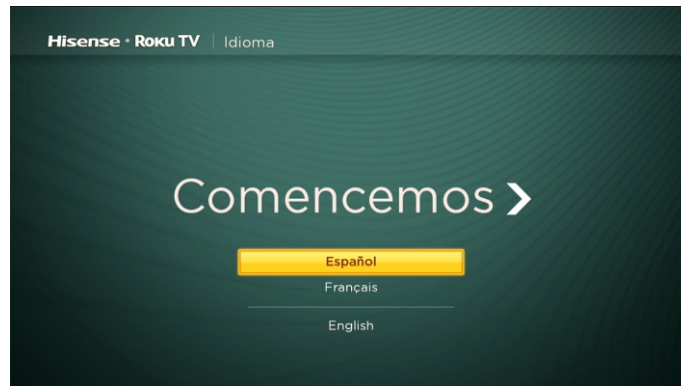 Hisense · Roku TV | Idioma
Comencemos
Español
Français
English